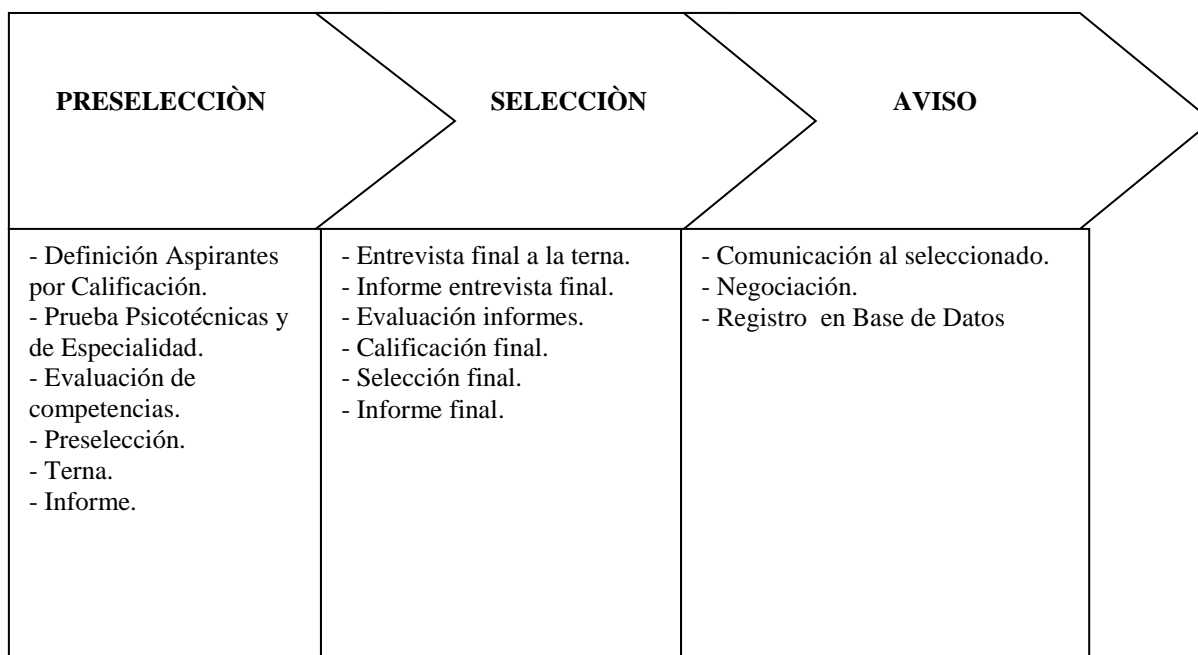 PRESELECCIÒN
SELECCIÒN
AVISO
- Definición Aspirantes
por Calificación.
- Prueba Psicotécnicas y
de Especialidad.
- Evaluación de
competencias.
- Preselección.
- Terna.
- Informe.
- Entrevista final a la terna.
- Informe entrevista final.
- Evaluación informes.
- Calificación final.
- Selección final.
- Informe final.
- Comunicación al seleccionado.
- Negociación.
- Registro  en Base de Datos